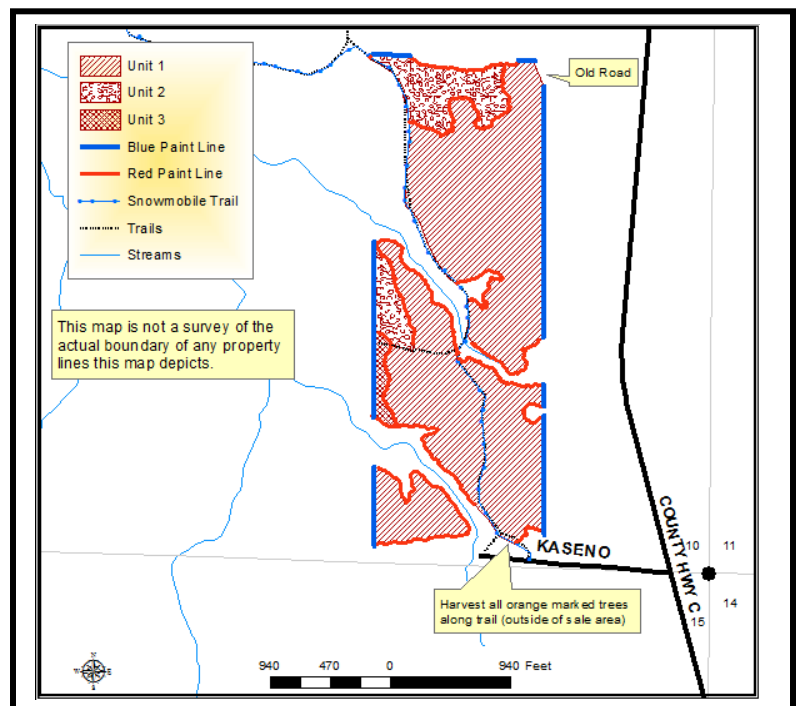 Unit 1
Unit 2
Unit 3
Blue Paint Line
Red Paint Line
Snowmobile Trail
Trails
Streams
Old Road
This map is not a survey of the
actual boundary of any property
lines this map depicts.
KASENO
COUNTY HWY C
10
11
14
15
Harvest all orange marked trees
along trail (outside of sale area)
N
W
E
S
940 470 0 940 Feet